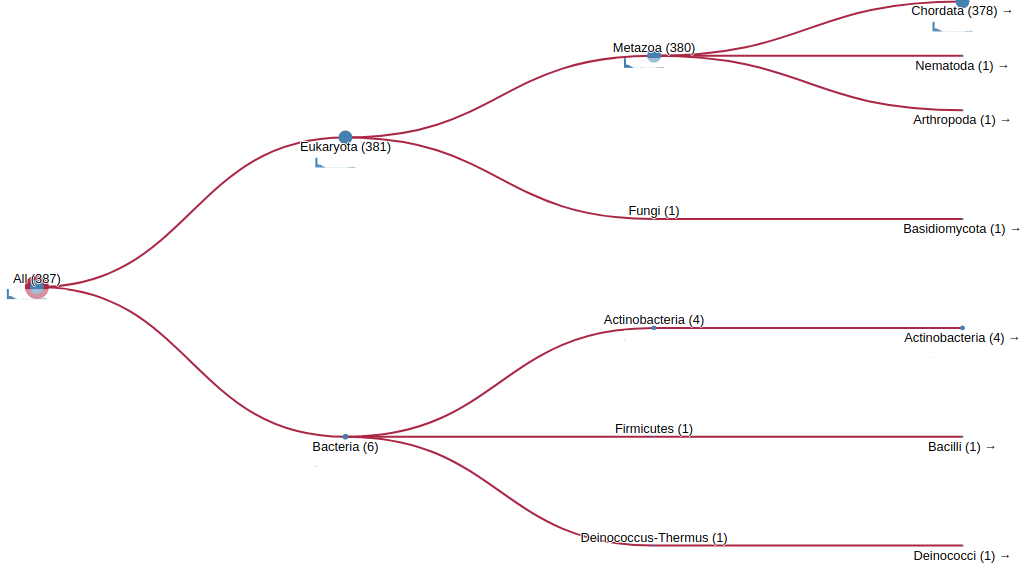 Chordata (378) →
Metazoa (380)
Nematoda (1) →
Arthropoda (1) →
Eukaryota (381)
Fungi (1)
Basidiomycota (1) →
All (387)
Actinobacteria (4)
Actinobacteria (4) →
Firmicutes (1)
Bacteria (6)
Bacilli (1) →
Deinococcus-Thermus (1)
Deinococci (1) →